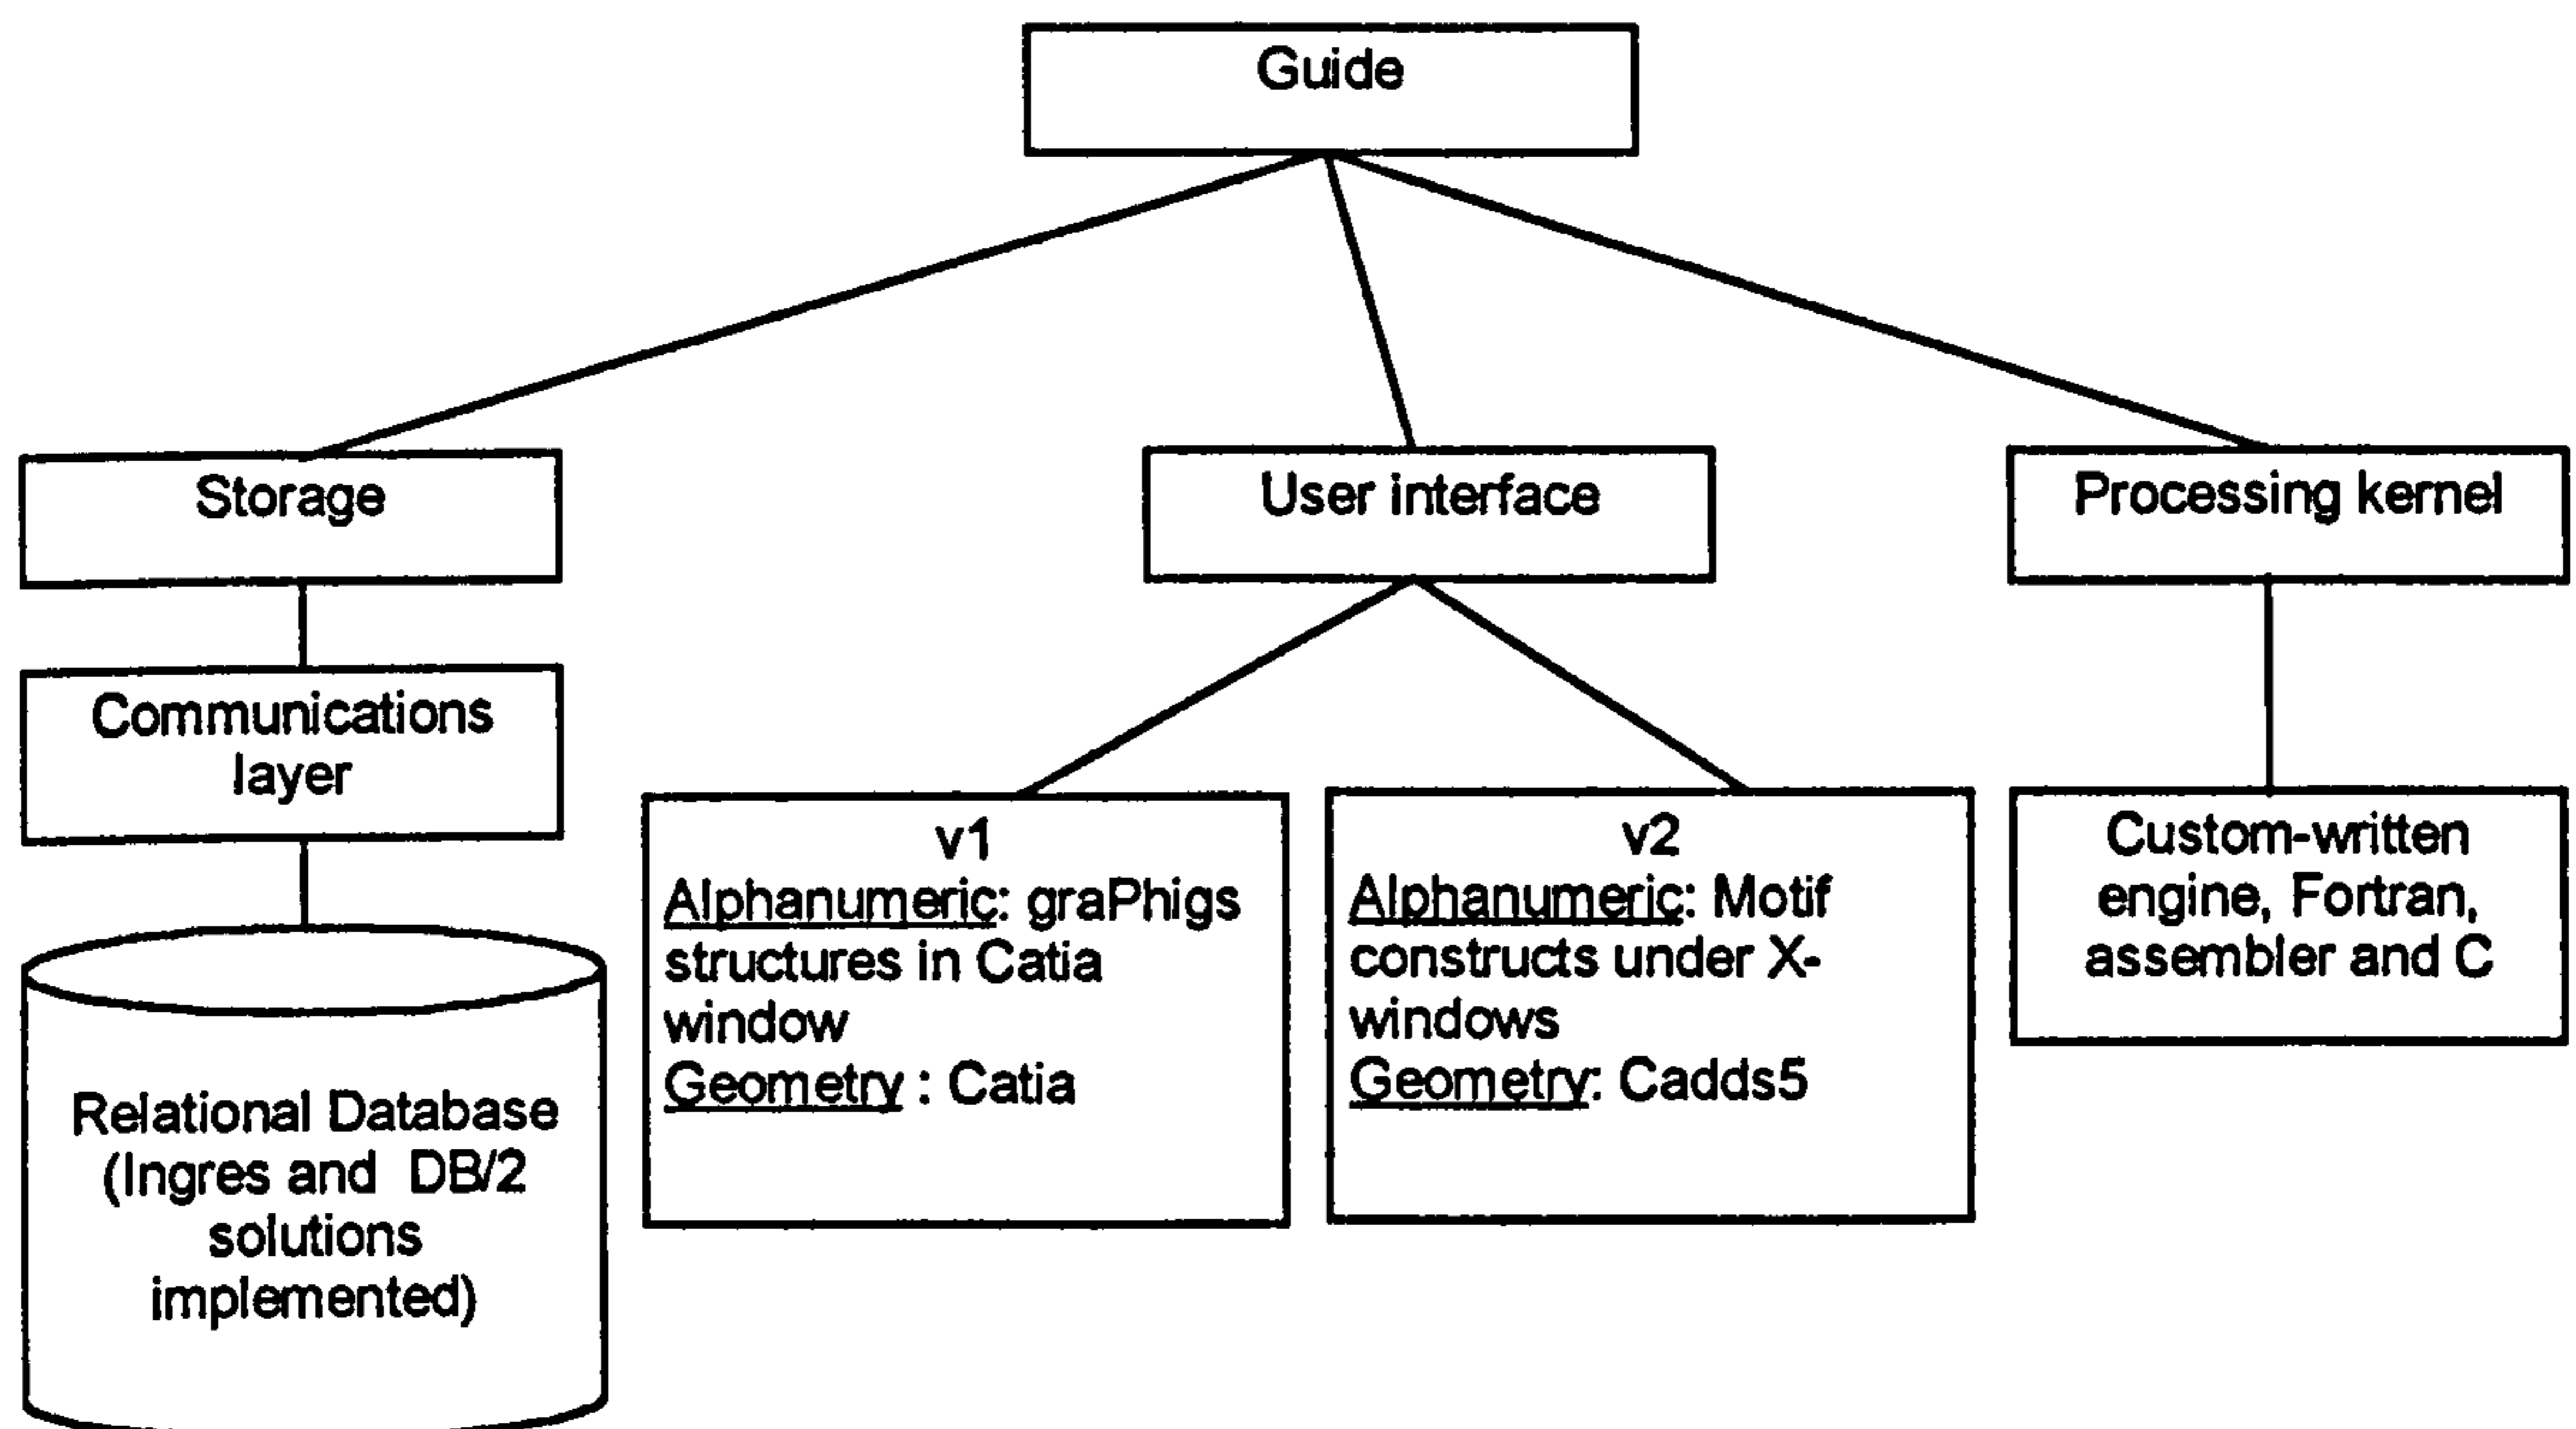 Guide
Storage
User interface
Processing kernel
Communications
layer
v1
Alphanumeric: graPhigs
structures in Catia
window
Geometry : Catia
v2
Alphanumeric: Motif
constructs under X-
windows
Geometry: Cadds5
Custom-written
engine, Fortran,
assembler and C
Relational Database
(Ingres and DB/2
solutions
implemented)